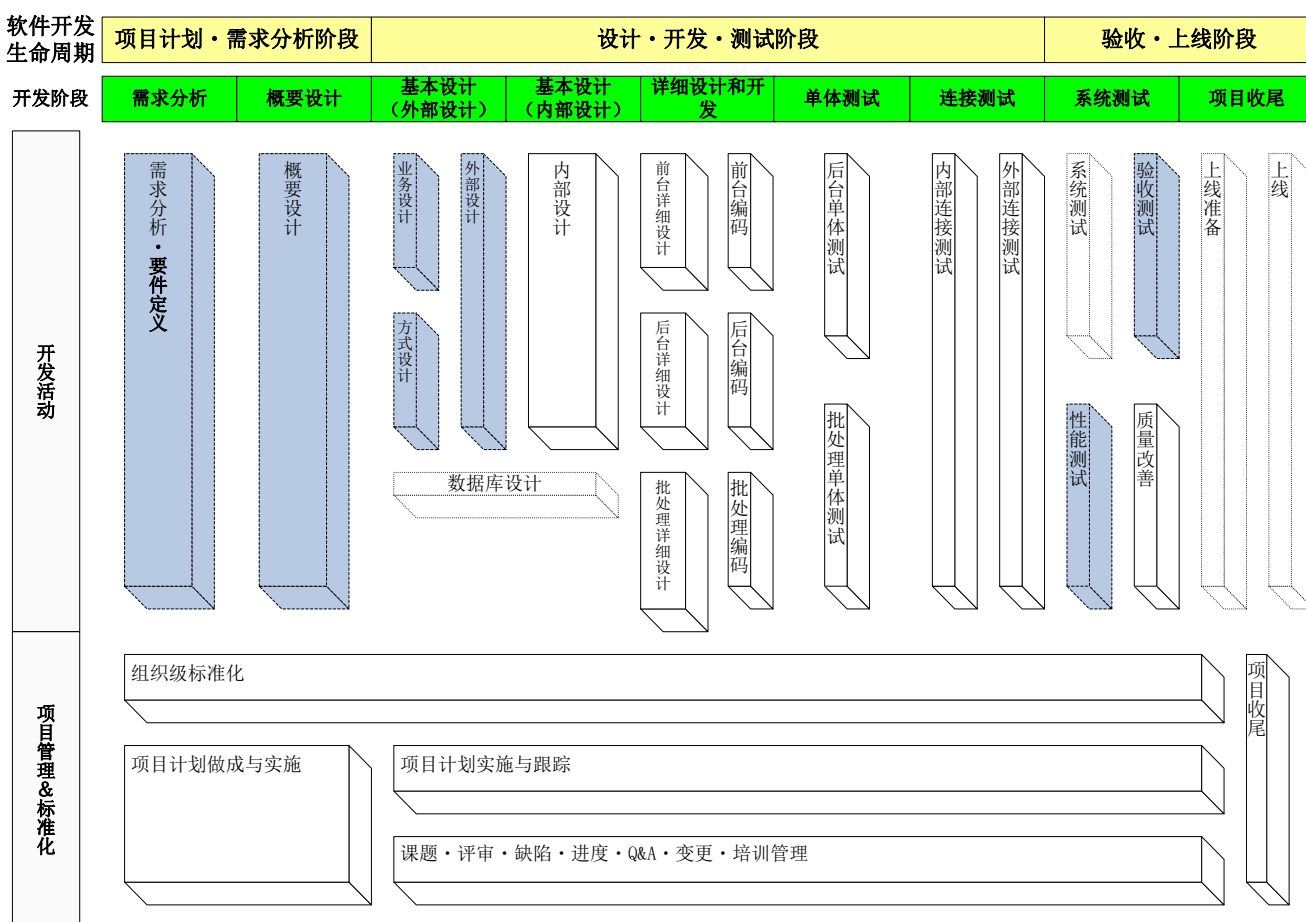 软件开发
生命周期
项目计划・需求分析阶段
设计・开发・测试阶段
验收・上线阶段
开发阶段
需求分析
概要设计
基本设计
（外部设计）
基本设计
（内部设计）
详细设计和开
发
单体测试
连接测试
系统测试
项目收尾
开发活动
需求分析・要件定义
概要设计
业务设计
外部设计
内部设计
前台详细设计
前台编码
后台单体测试
内部连接测试
外部连接测试
系统测试
验收测试
上线准备
上线
方式设计
后台详细设计
后台编码
批处理单体测试
性能测试
质量改善
数据库设计
批处理详细设计
批处理编码
项目管理&标准化
组织级标准化
项目收尾
项目计划做成与实施
项目计划实施与跟踪
课题・评审・缺陷・进度・Q&A・变更・培训管理